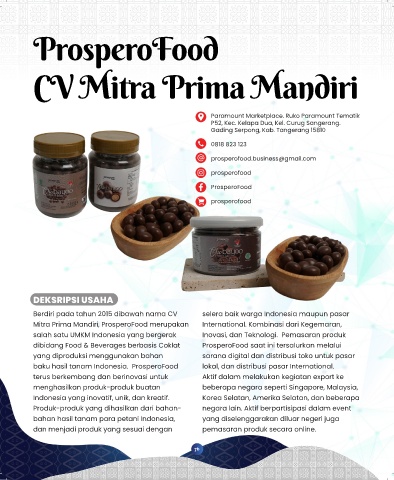 ProsperoFood
CV Mitra Prima Mandiri
Paramount Marketplace. Ruko Paramount Tematik
P52, Kec. Kelapa Dua, Kel. Curug Sangerang.
Gading Serpong, Kab. Tangerang 15810
0818 823 123
prosperofood.business@gmail.com
prosperofood
ProsperoFood
prosperofood
DEKSRIPSI USAHA
Berdiri pada tahun 2015 dibawah nama CV
Mitra Prima Mandiri, ProsperoFood merupakan
salah satu UMKM Indonesia yang bergerak
dibidang Food & Beverages berbasis Coklat
yang diproduksi menggunakan bahan
baku hasil tanam Indonesia. ProsperoFood
terus berkembang dan berinovasi untuk
menghasilkan produk-produk buatan
Indonesia yang inovatif, unik, dan kreatif.
Produk-produk yang dihasilkan dari bahan-
bahan hasil tanam para petani Indonesia,
dan menjadi produk yang sesuai dengan
selera baik warga Indonesia maupun pasar
International. Kombinasi dari Kegemaran,
Inovasi, dan Teknologi. Pemasaran produk
ProsperoFood saat ini tersalurkan melalui
sarana digital dan distribusi toko untuk pasar
lokal, dan distribusi pasar International.
Aktif dalam melakukan kegiatan export ke
beberapa negara seperti Singapore, Malaysia,
Korea Selatan, Amerika Selatan, dan beberapa
negara lain. Aktif berpartisipasi dalam event
yang diselenggarakan diluar negeri juga
pemasaran produk secara online.